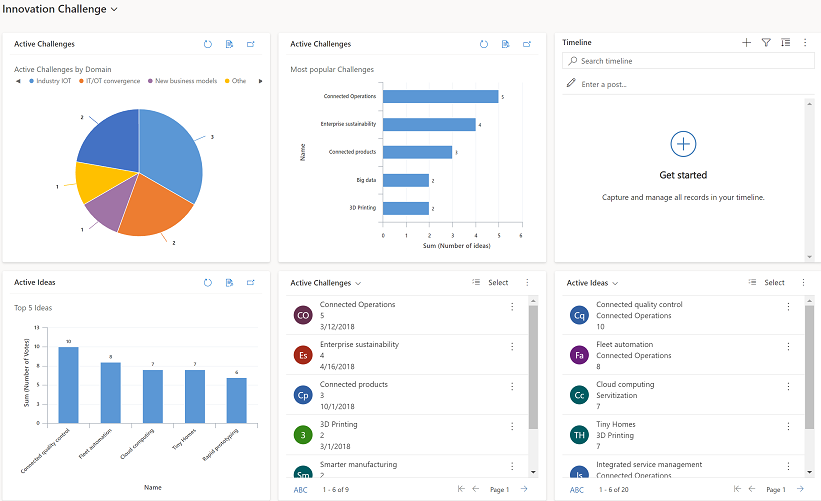 Innovation Challenge
Active Challenges
Active Challenges by Domain
Industry IOT
IT/OT convergence
New business models
Othe
3
2
1
1
2
Active Challenges
Most popular Challenges
Name
Connected Operations
5
Enterprise sustainability
4
Connected products
3
Big data
2
3D Printing
2
0 1 2 3 4 5 6
Sum (Number of ideas)
Timeline
Search timeline
Enter a post...
Get started
Capture and manage all records in your timeline.
Active Ideas
Top 5 Ideas
Sum (Number of Votes)
13
10
8
5
3
0
10
8
7
7
6
Connected quality control
Fleet automation
Cloud computing
Tiny Homes
Rapid prototyping
Name
Active Challenges
Select
CO
Connected Operations
5
3/12/2018
Es
Enterprise sustainability
4
4/16/2018
Cp
Connected products
3
10/1/2018
3
3D Printing
2
3/1/2018
Sm
Smarter manufacturing
2
ABC
1 - 6 of 9
Page 1
Active Ideas
Select
Cq
Connected quality control
Connected Operations
10
Fa
Fleet automation
Connected Operations
8
Cc
Cloud computing
Servitization
7
TH
Tiny Homes
3D Printing
7
Is
Integrated service management
Connected Operations
ABC
1 - 6 of 20
Page 1